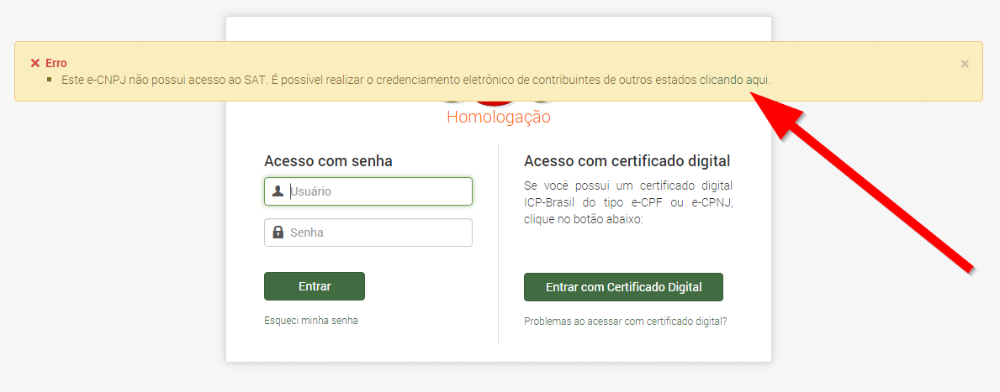 Erro
Este e-CNPJ não possui acesso ao SAT. É possível realizar o credenciamento eletrônico de contribuintes de outros estados clicando aqui.
Homologação
Acesso com senha
Usuário
Senha
Entrar
Esqueci minha senha
Acesso com certificado digital
Se você possui um certificado digital
ICP-Brasil do tipo e-CPF ou e-CPNJ,
clique no botão abaixo:
Entrar com Certificado Digital
Problemas ao acessar com certificado digital?